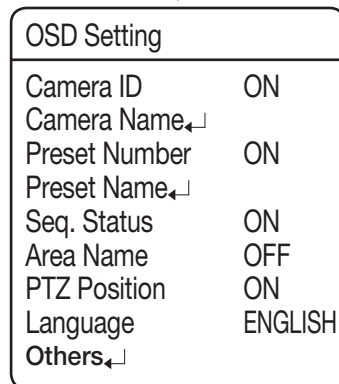 OSD Setting
Camera ID ON
Camera Name↵
Preset Number ON
Preset Name↵
Seq. Status ON
Area Name OFF
PTZ Position ON
Language ENGLISH
Others↵